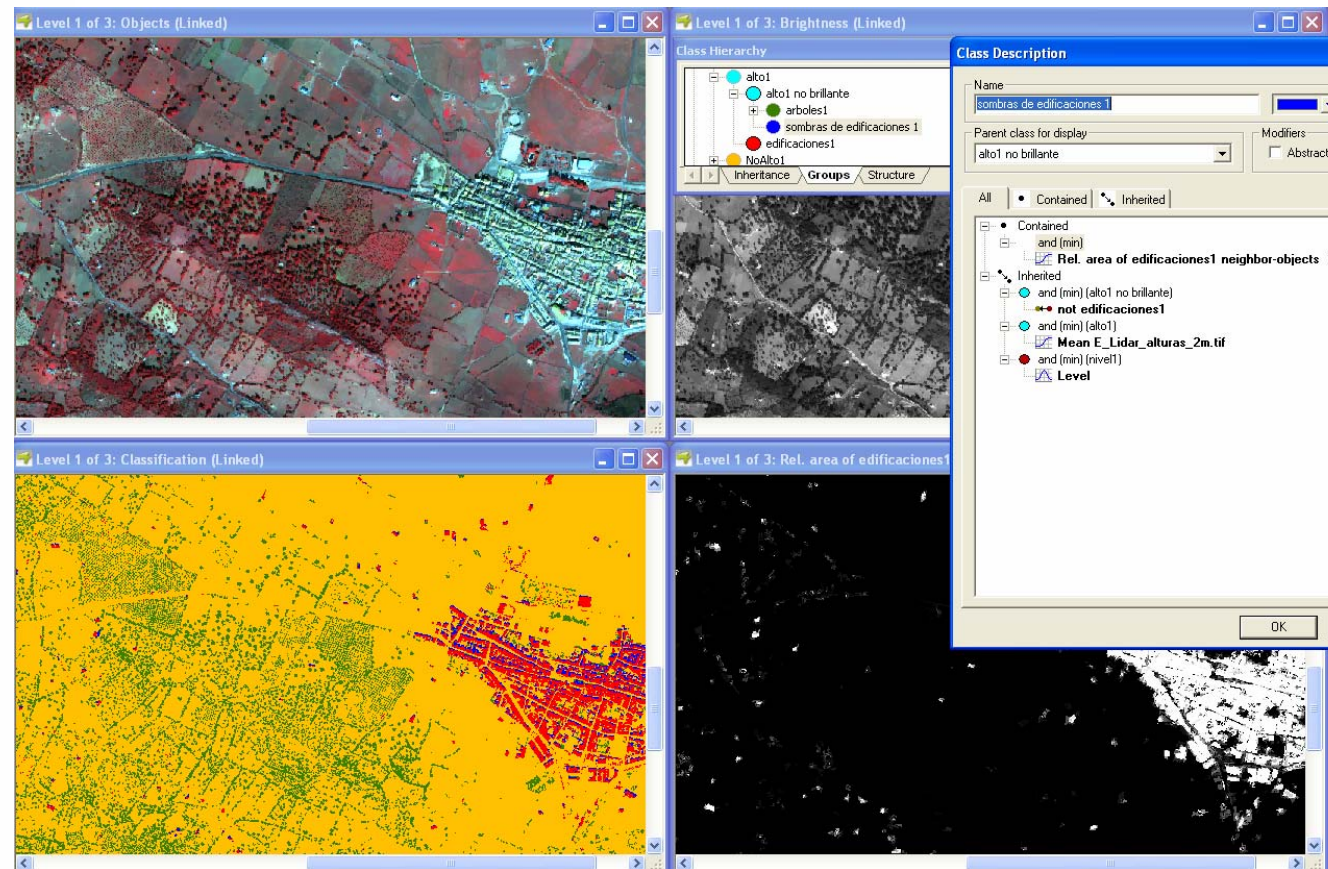 Level 1 of 3: Objects (Linked)
Level 1 of 3: Brightness (Linked)
Class Hierarchy
alto1
alto1 no brillante
arboles1
sombras de edificaciones 1
edificaciones1
NoAlto1
Inheritance Groups Structure
Class Description
Name
sombras de edificaciones 1
Parent class for display
Modifiers
alto1 no brillante
Abstract
All Contained Inherited
Contained
and (min)
Rel. area of edificaciones1 neighbor-objects
Inherited
and (min) (alto1 no brillante)
not edificaciones1
and (min) (alto1)
Mean E_Lidar_alturas_2m.tif
and (min) (nivel1)
Level
OK
Level 1 of 3: Classification (Linked)
Level 1 of 3: Rel. area of edificaciones1